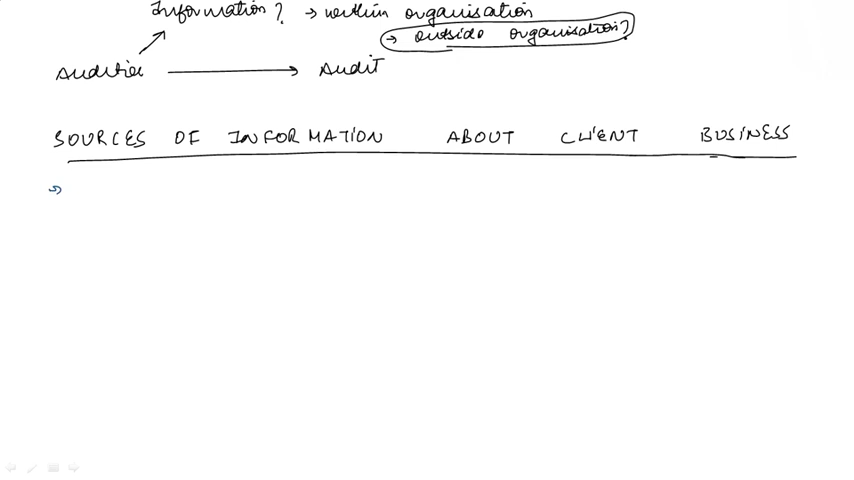 Information? → within organisation
→ outside organisation?
Auditor → Audit
SOURCES OF INFORMATION ABOUT CLIENT BUSINESS